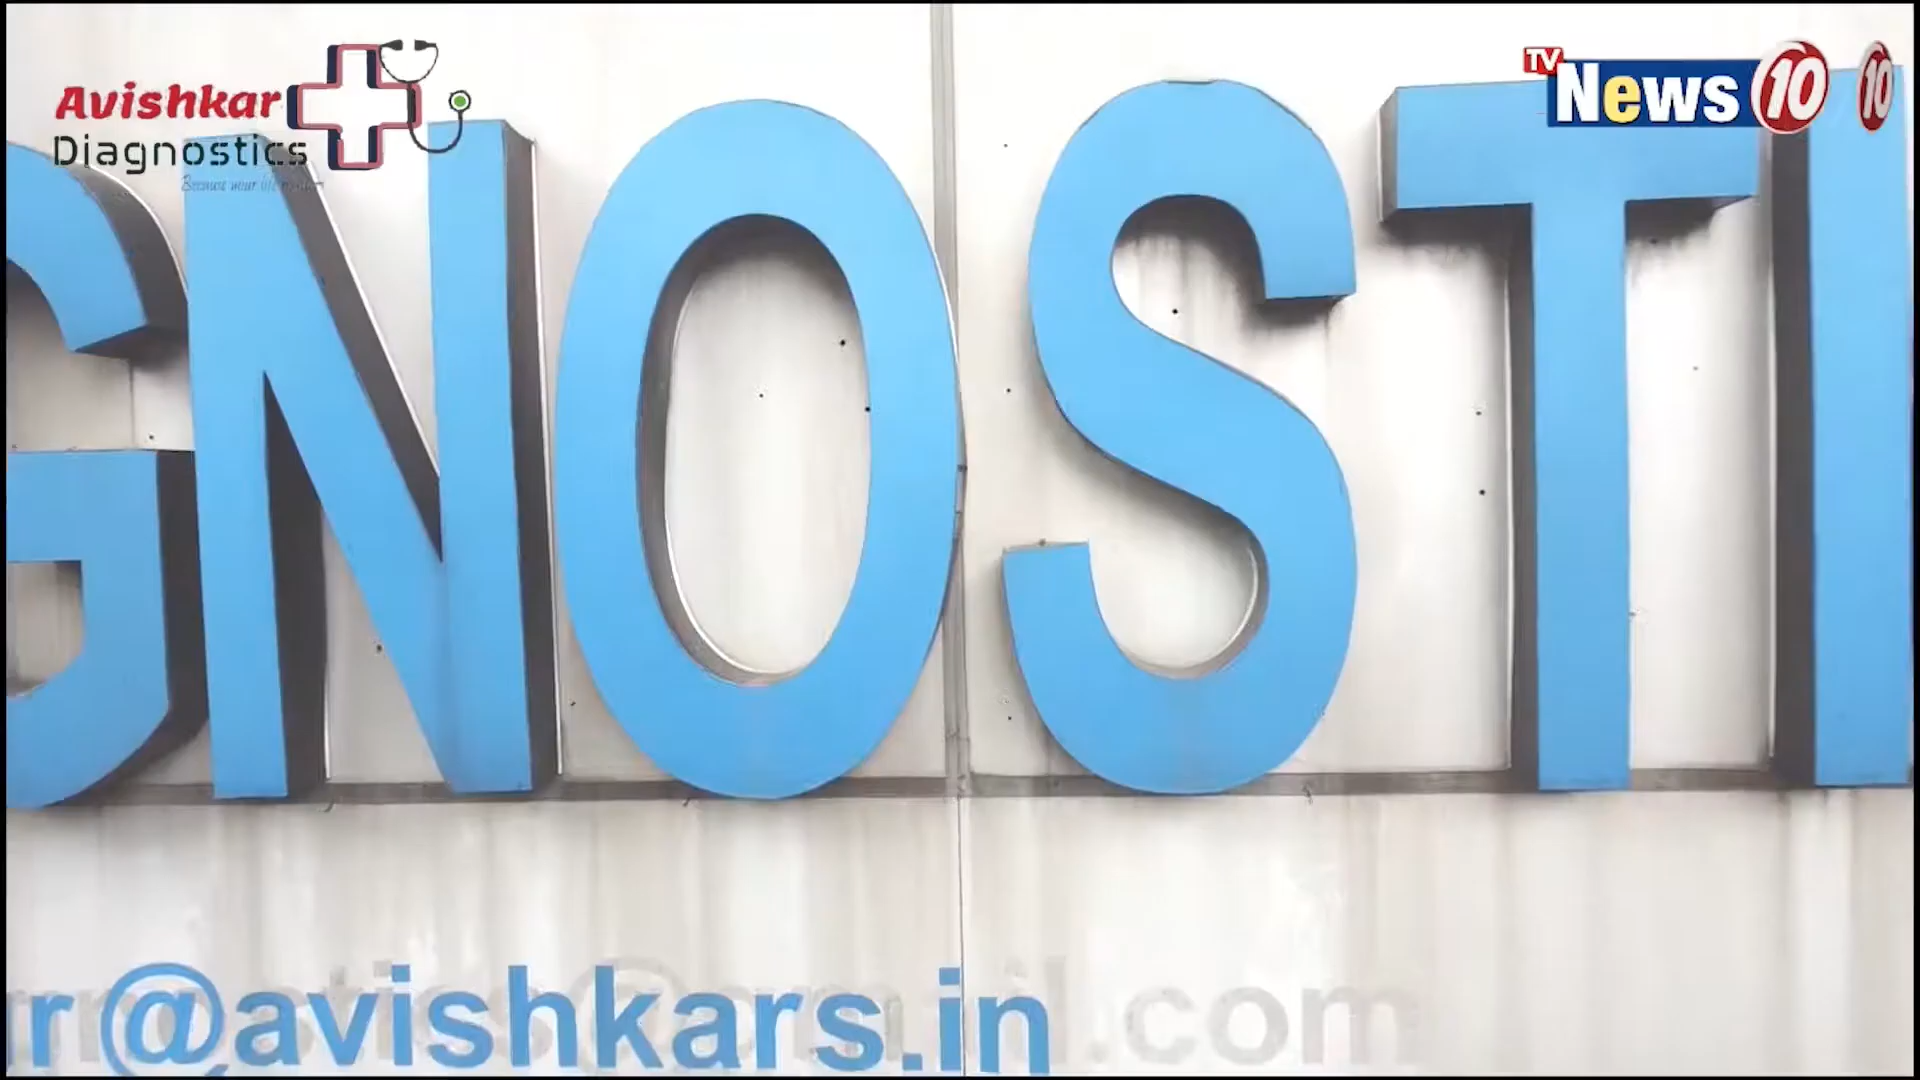 Avishkar
Diagnostics
TV News 10 10
GNOSTI
r@avishkars.in
.com